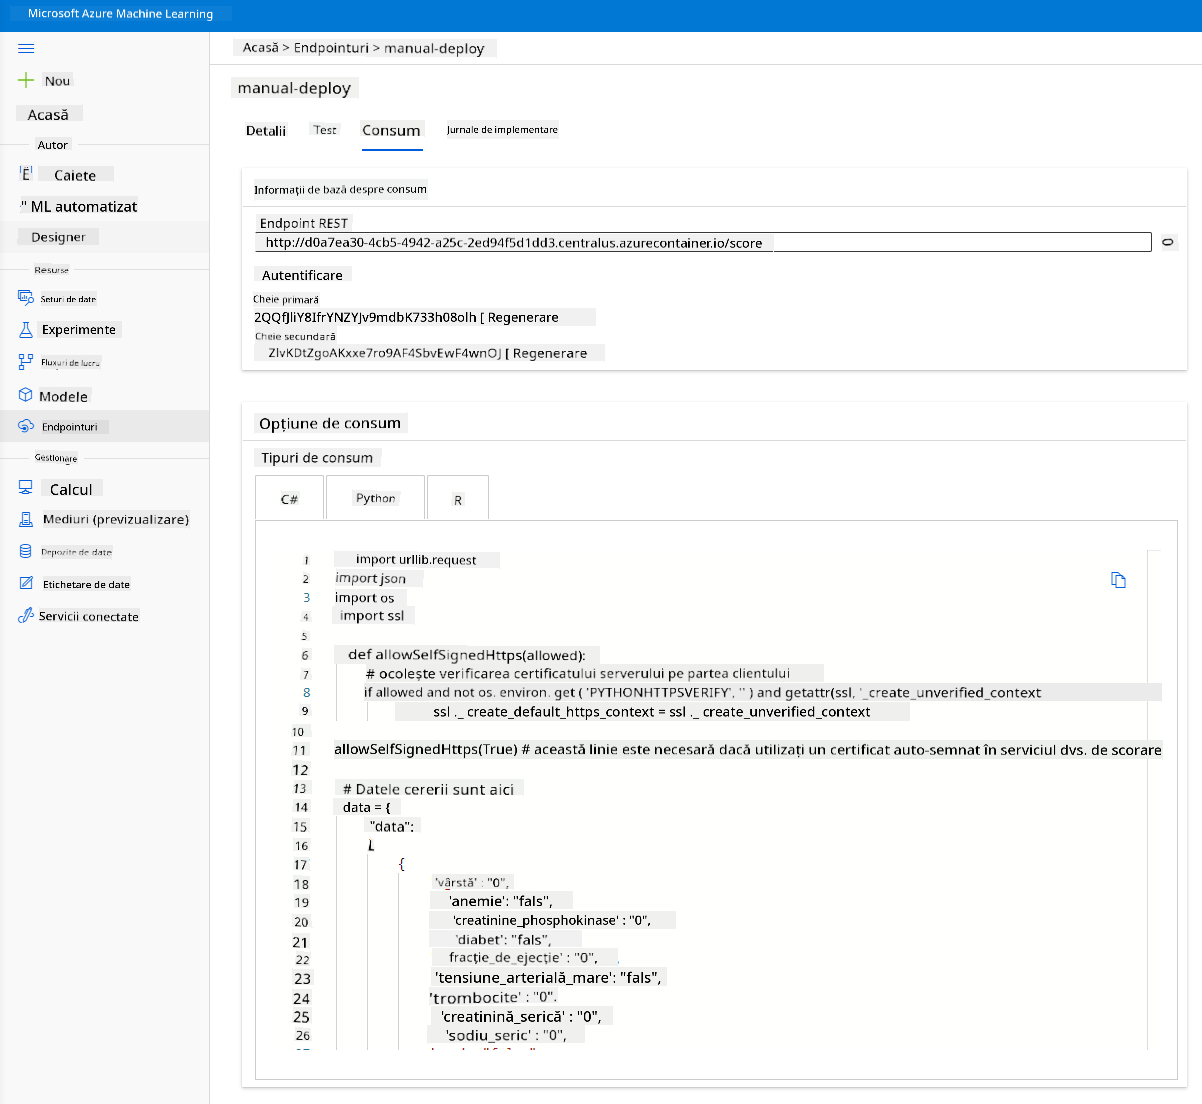 Microsoft Azure Machine Learning
Acasă > Endpointuri > manual-deploy
Nou
Acasă
Autor
Caiete
ML automatizat
Designer
Resurse
Seturi de date
Experimente
Fluxuri de lucru
Modele
Endpointuri
Gestionare
Calcul
Mediuri (previzualizare)
Depozite de date
Etichetare de date
Servicii conectate
manual-deploy
Detalii Test Consum Jurnale de implementare
Informații de bază despre consum
Endpoint REST
http://d0a7ea30-4cb5-4942-a25c-2ed94f5d1dd3.centralus.azurecontainer.io/score
Autentificare
Cheie primară
2QQfJliY8IfrYNZYJv9mdbK733h08olh [ Regenerare
Cheie secundară
ZlvKDtZgoAKxxe7ro9AF4SbvEwF4wnOJ [ Regenerare
Opțiune de consum
Tipuri de consum
C# Python R
1 import urllib.request
2 import json
3 import os
4 import ssl
5
6 def allowSelfSignedHttps(allowed):
7 # ocolește verificarea certificatului serverului pe partea clientului
8 if allowed and not os. environ. get ( 'PYTHONHTTPSVERIFY', '' ) and getattr(ssl, '_create_unverified_context
9 ssl ._ create_default_https_context = ssl ._ create_unverified_context
10
11 allowSelfSignedHttps(True) # această linie este necesară dacă utilizați un certificat auto-semnat în serviciul dvs. de scorare
12
13 # Datele cererii sunt aici
14 data = {
15 "data":
16 [
17 {
18 'vârstă' : "0",
19 'anemie': "fals",
20 'creatinine_phosphokinase' : "0",
21 'diabet': "fals",
22 fracție_de_ejecție' : "0",
23 'tensiune_arterială_mare': "fals",
24 'trombocite' : "0".
25 'creatinină_serică' : "0",
26 'sodiu_seric' : "0",